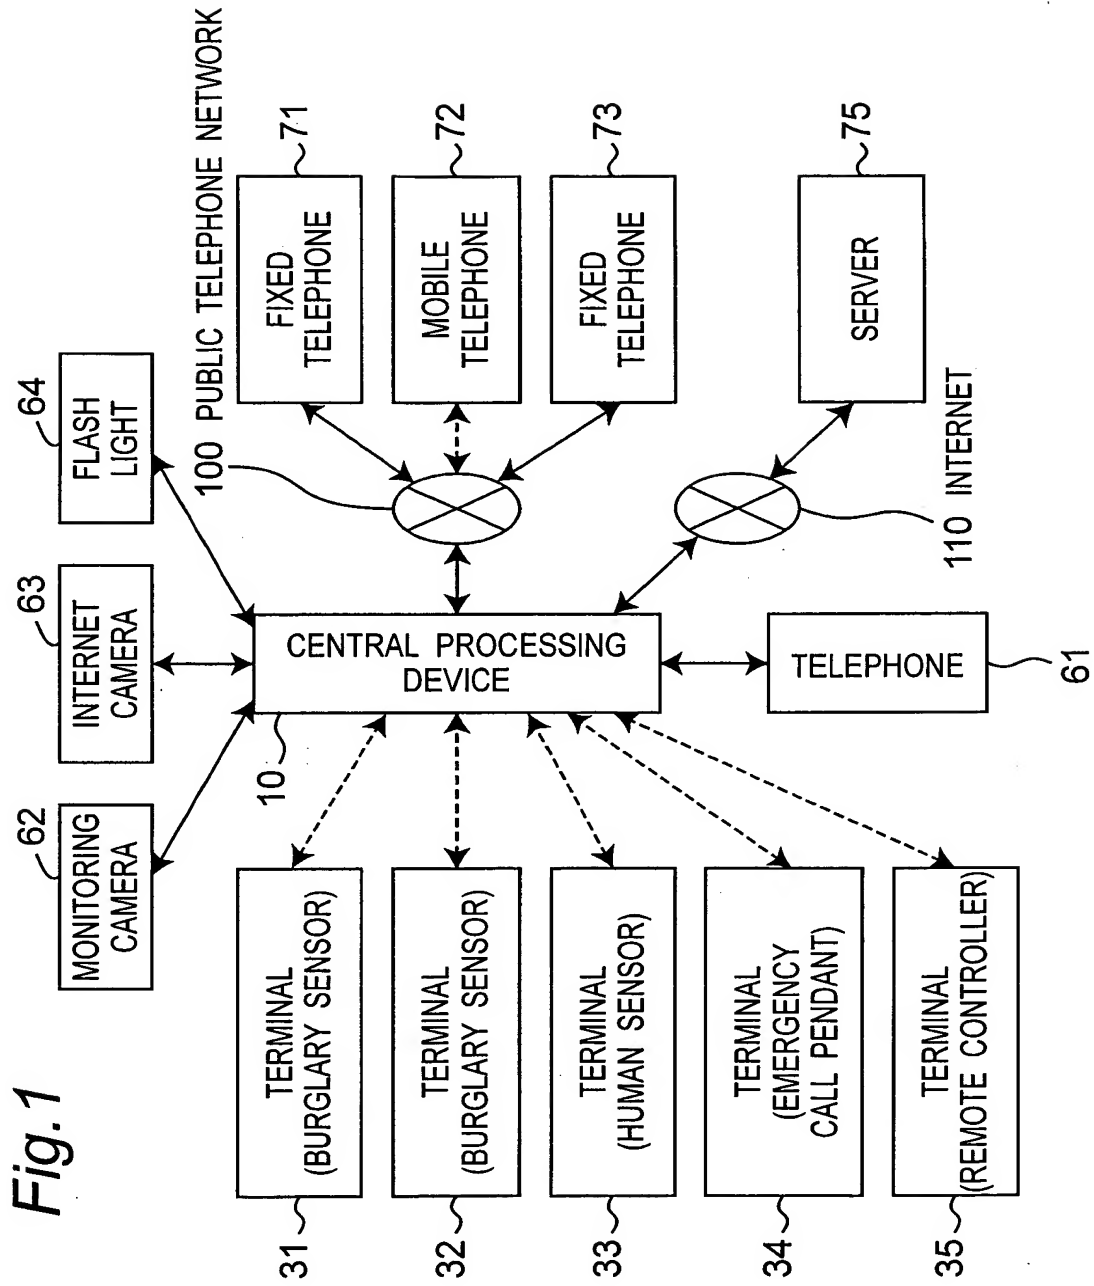 Fig.1
62
MONITORING
CAMERA
63
INTERNET
CAMERA
64
FLASH
LIGHT
100 PUBLIC TELEPHONE NETWORK
31
TERMINAL
(BURGLARY SENSOR)
32
TERMINAL
(BURGLARY SENSOR)
33
TERMINAL
(HUMAN SENSOR)
34
TERMINAL
(EMERGENCY
CALL PENDANT)
35
TERMINAL
(REMOTE CONTROLLER)
10
CENTRAL PROCESSING
DEVICE
TELEPHONE
61
FIXED
TELEPHONE
71
MOBILE
TELEPHONE
72
FIXED
TELEPHONE
73
SERVER
75
110 INTERNET